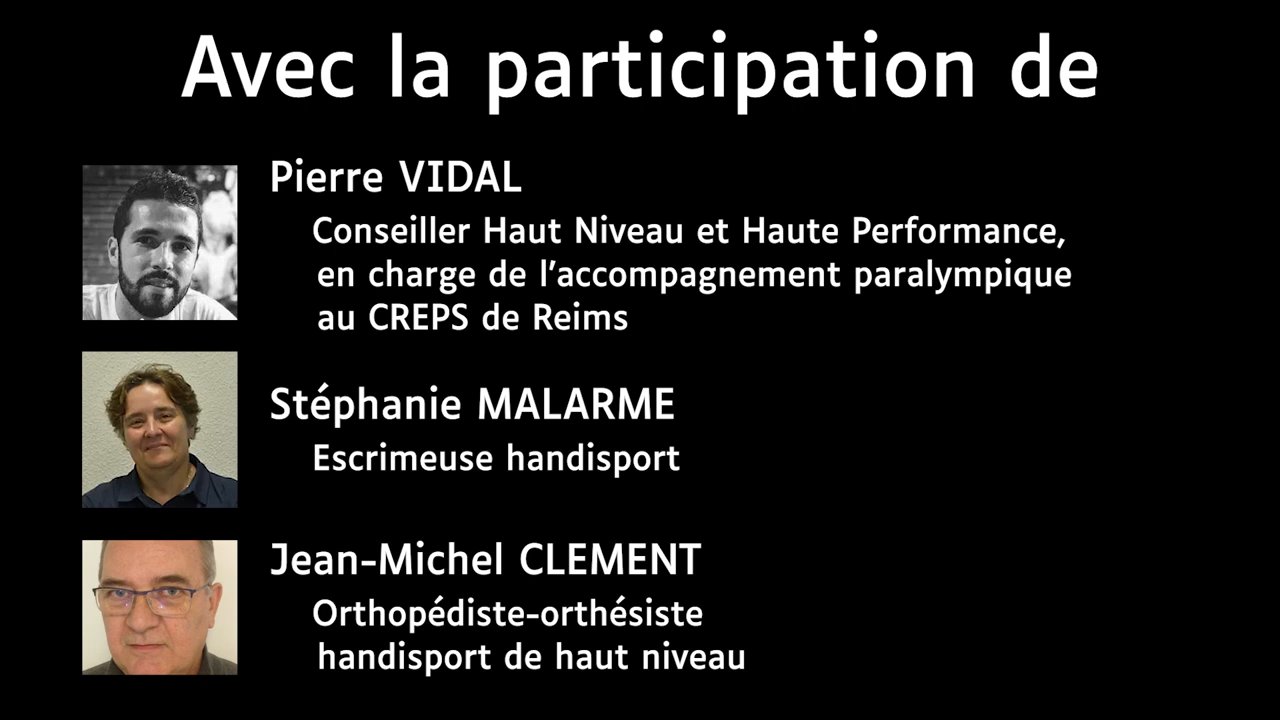 Avec la participation de
Pierre VIDAL
Conseiller Haut Niveau et Haute Performance,
en charge de l'accompagnement paralympique
au CREPS de Reims
Stéphanie MALARME
Escrimeuse handisport
Jean-Michel CLEMENT
Orthopédiste-orthésiste
handisport de haut niveau